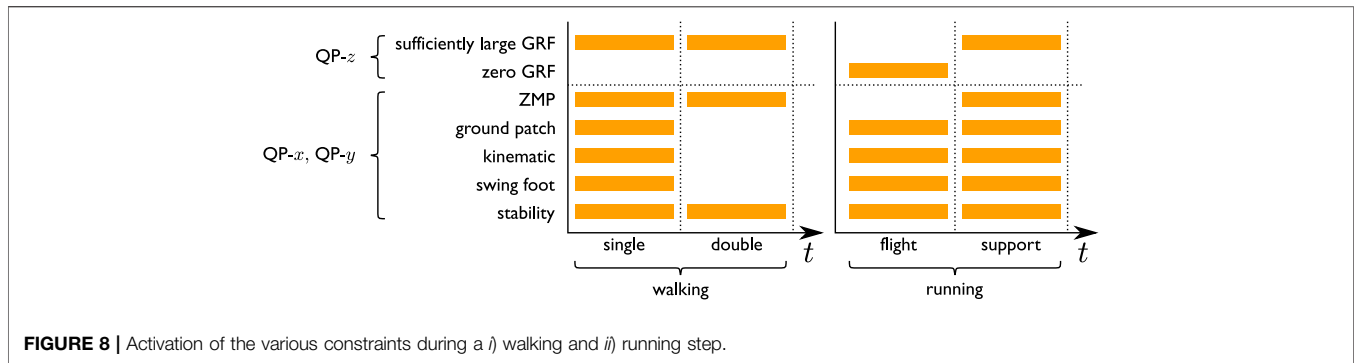 QP-z
sufficiently large GRF
zero GRF
QP-x, QP-y
ZMP
ground patch
kinematic
swing foot
stability
single double t
walking
flight support t
running
FIGURE 8 | Activation of the various constraints during a i) walking and ii) running step.